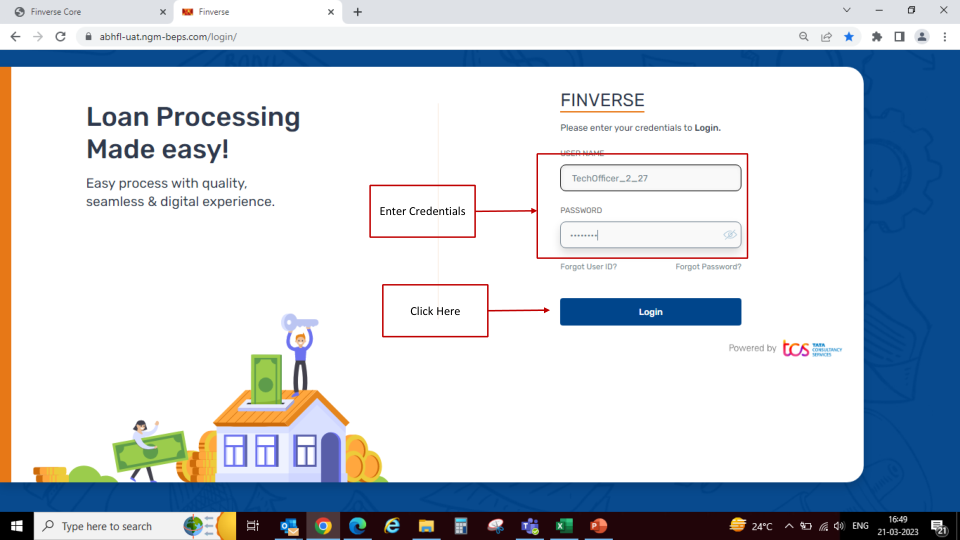 Finverse Core
Finverse
abhfl-uat.ngm-beps.com/login/
Loan Processing
Made easy!
Easy process with quality,
seamless & digital experience.
FINVERSE
Please enter your credentials to Login.
USER NAME
TechOfficer_2_27
Enter Credentials
PASSWORD
Forgot User ID?
Forgot Password?
Click Here
Login
Powered by
tcs TATA
CONSULTANCY
SERVICES
Type here to search
24°C
ENG
16:49
21-03-2023
21